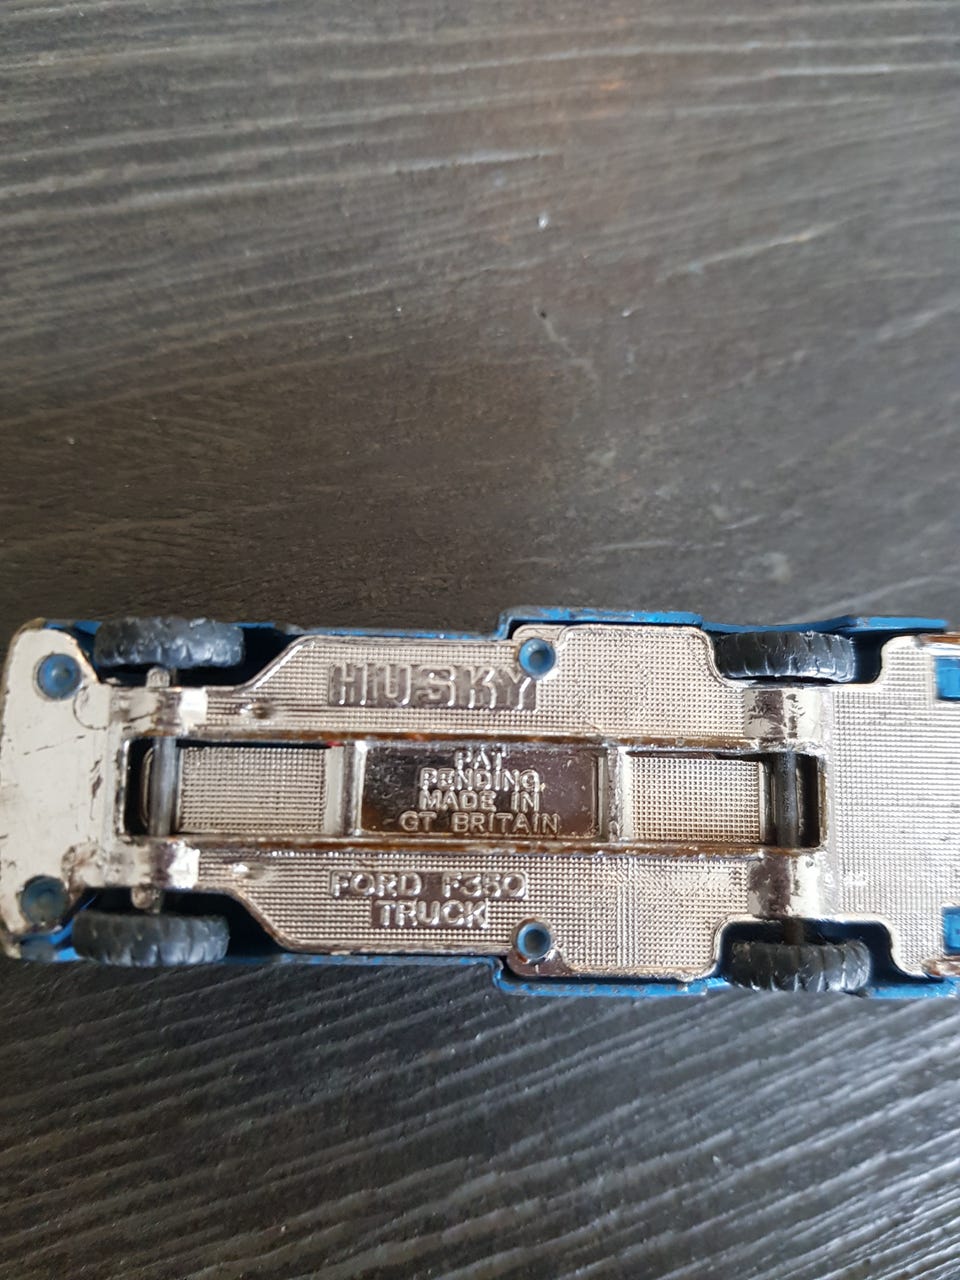 HUSKY
PAT
PENDING
MADE IN
GT BRITAIN
FORD F350
TRUCK